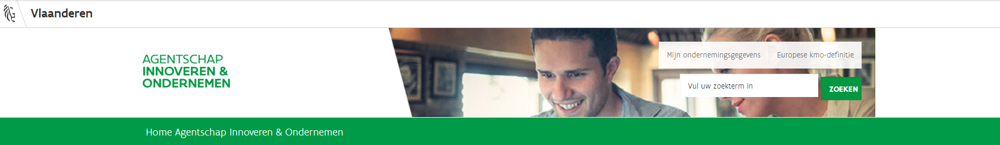 Vlaanderen
AGENTSCHAP
INNOVEREN &
ONDERNEMEN
Mijn ondernemingsgegevens
Europese kmo-definitie
Vul uw zoekterm in
ZOEKEN
Home Agentschap Innoveren & Ondernemen